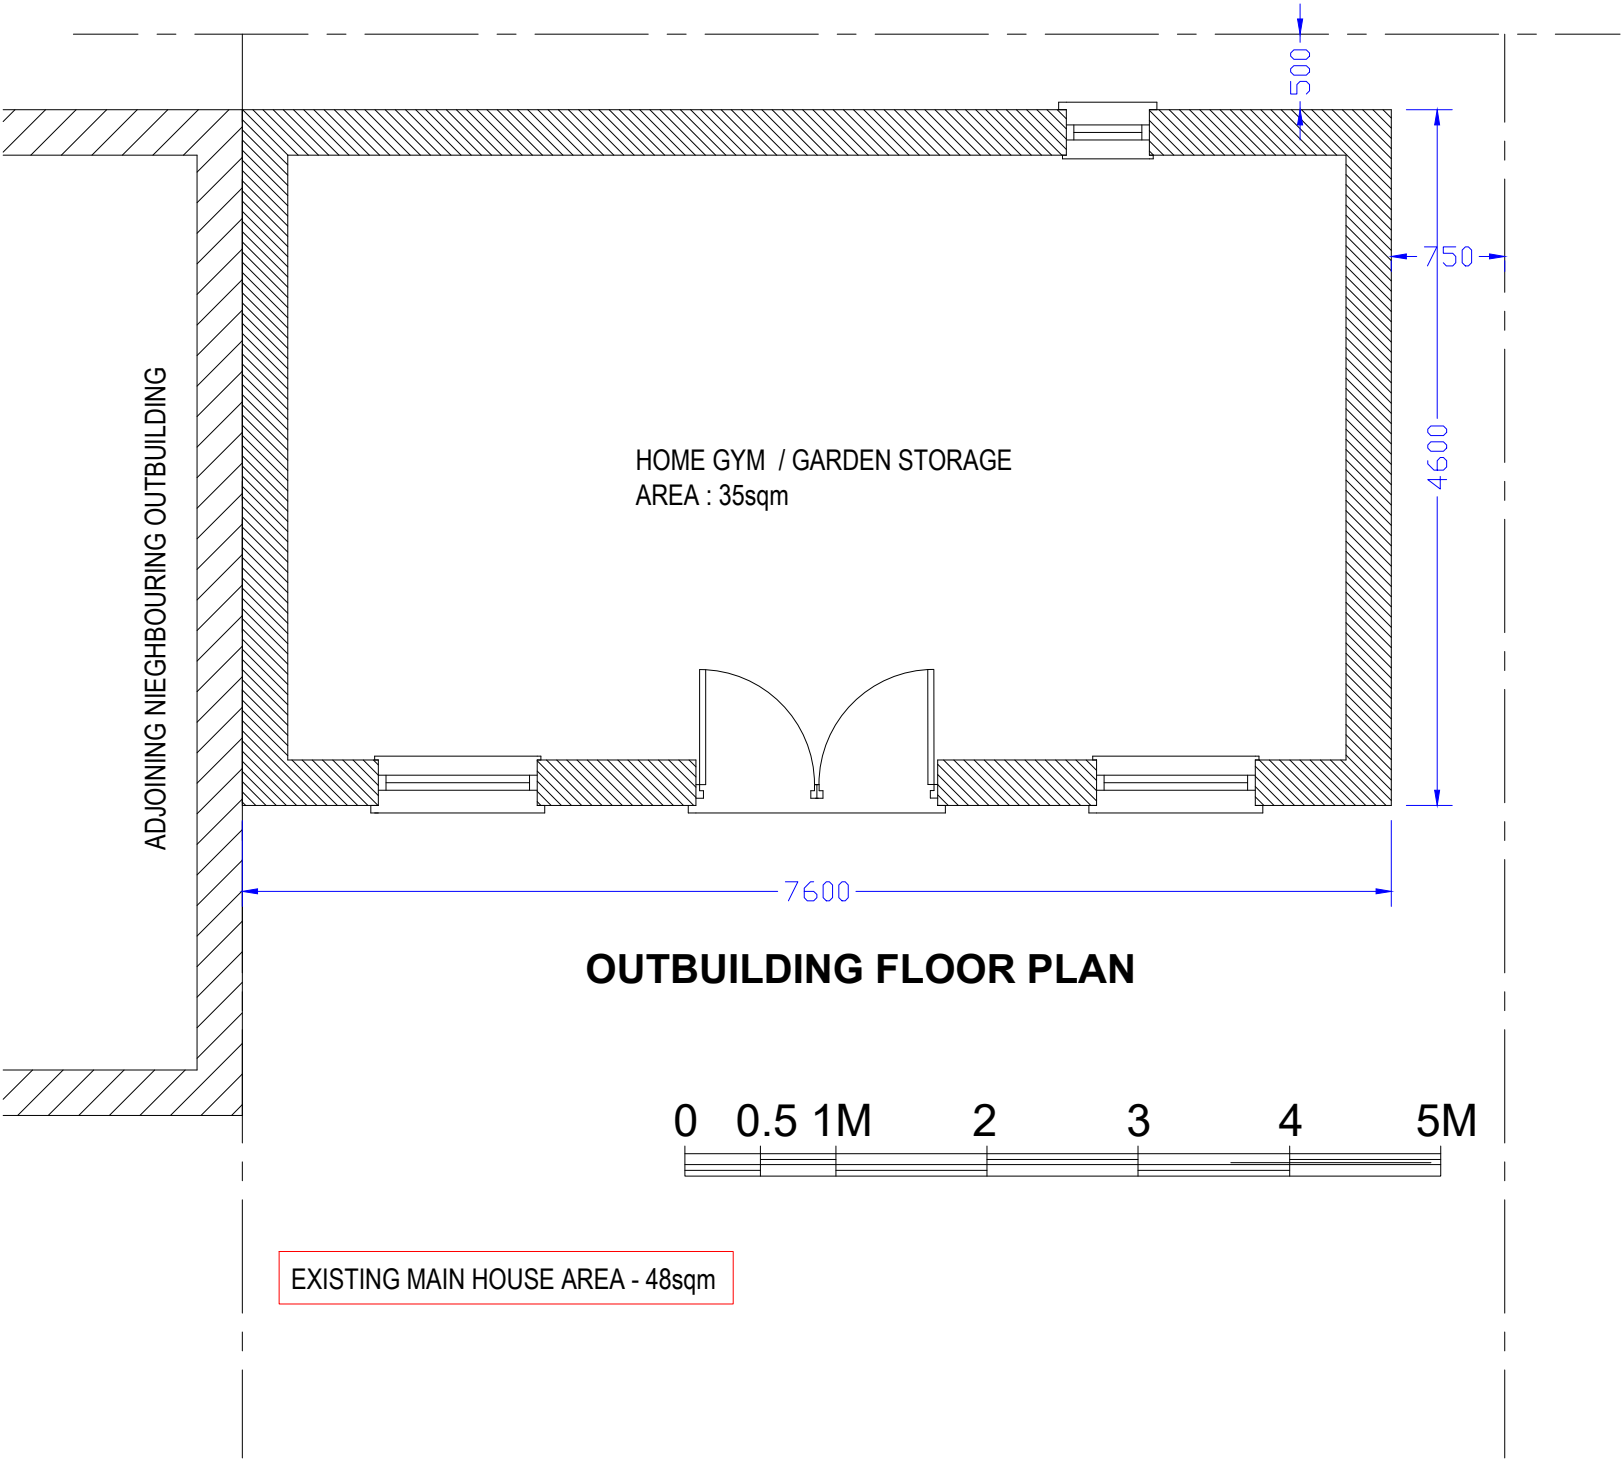 500
750
4600
ADJOINING NIEGHBOURING OUTBUILDING
HOME GYM / GARDEN STORAGE
AREA : 35sqm
7600
OUTBUILDING FLOOR PLAN
0 0.5 1M 2 3 4 5M
EXISTING MAIN HOUSE AREA - 48sqm